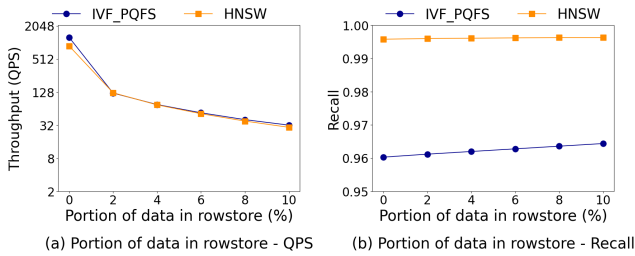 IVF_PQFS HNSW
2048
512
128
32
8
2
Throughput (QPS)
0 2 4 6 8 10
Portion of data in rowstore (%)
(a) Portion of data in rowstore - QPS
IVF_PQFS HNSW
1.00
0.99
0.98
0.97
0.96
0.95
Recall
0 2 4 6 8 10
Portion of data in rowstore (%)
(b) Portion of data in rowstore - Recall